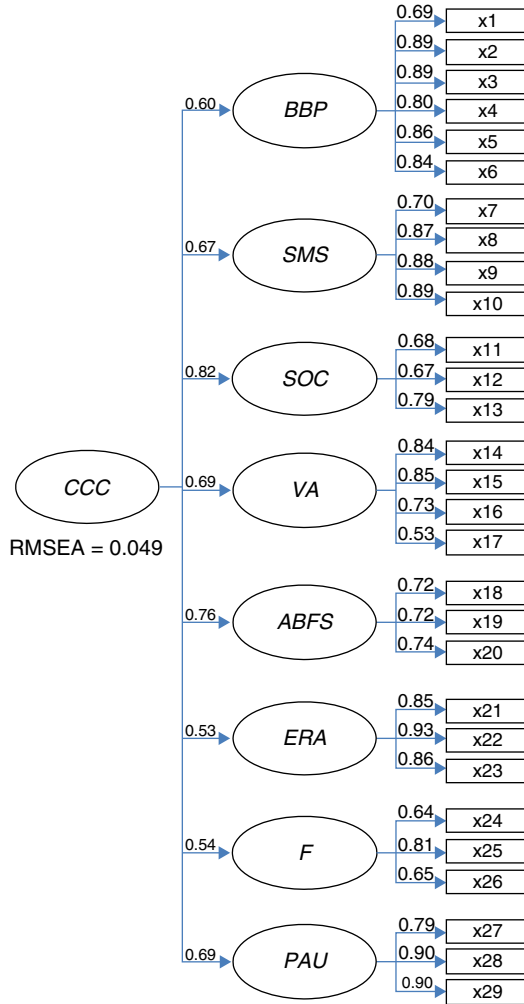 0.69 x1
0.89 x2
0.89 x3
0.60 BBP 0.80 x4
0.86 x5
0.84 x6
0.70 x7
0.87 x8
0.67 SMS
0.88 x9
0.89 x10
0.68 x11
0.82 SOC 0.67 x12
0.79 x13
0.84 x14
0.85 x15
CCC 0.69 VA
0.73 x16
0.53 x17
RMSEA = 0.049
0.72 x18
0.76 ABFS 0.72 x19
0.74 x20
0.85 x21
0.53 ERA 0.93 x22
0.86 x23
0.64 x24
0.54 F 0.81 x25
0.65 x26
0.79 x27
0.69 PAU 0.90 x28
0.90 x29